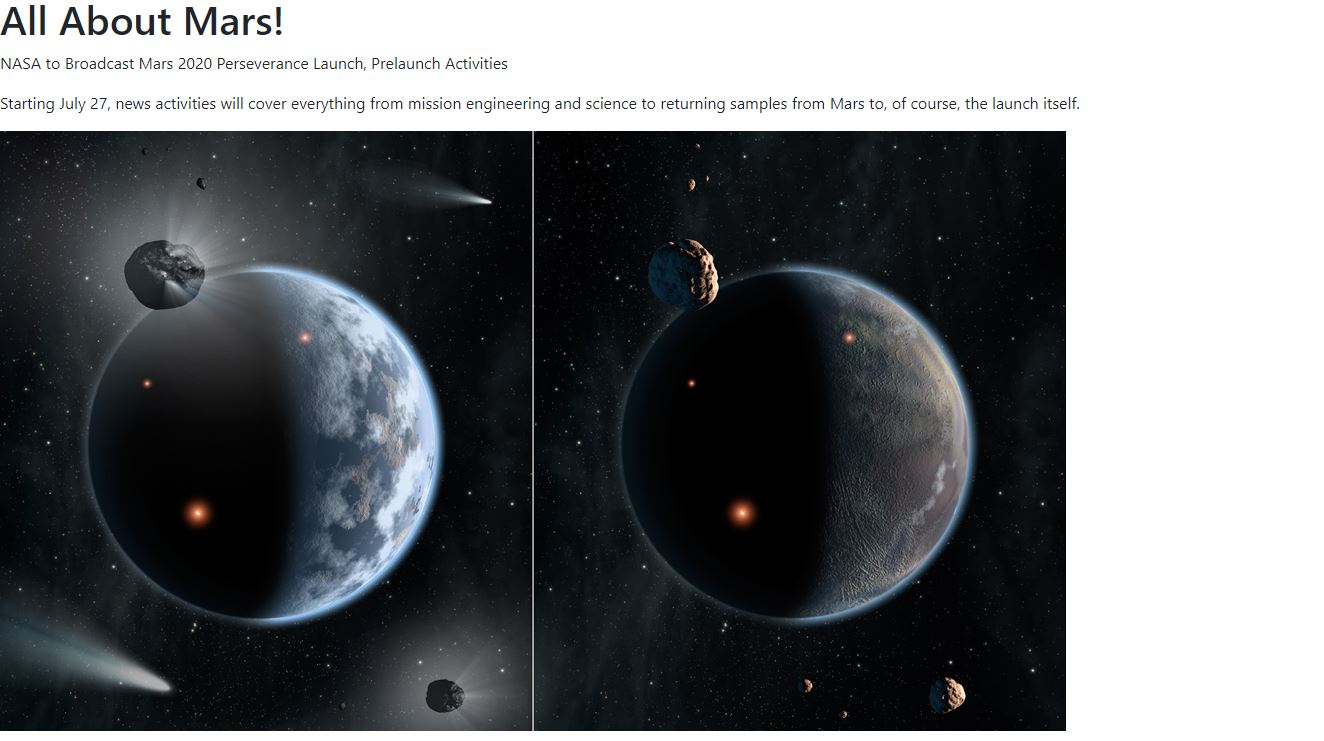 All About Mars!
NASA to Broadcast Mars 2020 Perseverance Launch, Prelaunch Activities
Starting July 27, news activities will cover everything from mission engineering and science to returning samples from Mars to, of course, the launch itself.